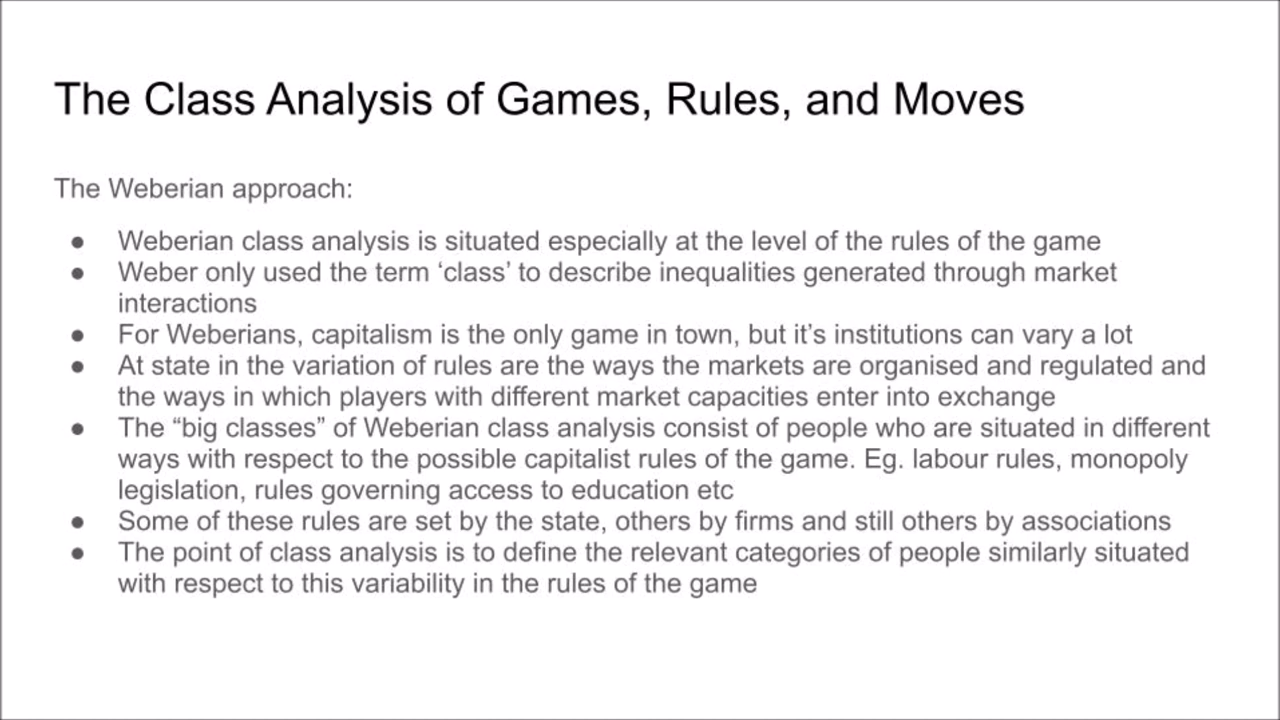 The Class Analysis of Games, Rules, and Moves
The Weberian approach:
● Weberian class analysis is situated especially at the level of the rules of the game
● Weber only used the term ‘class’ to describe inequalities generated through market
interactions
● For Weberians, capitalism is the only game in town, but it’s institutions can vary a lot
● At state in the variation of rules are the ways the markets are organised and regulated and
the ways in which players with different market capacities enter into exchange
● The “big classes” of Weberian class analysis consist of people who are situated in different
ways with respect to the possible capitalist rules of the game. Eg. labour rules, monopoly
legislation, rules governing access to education etc
● Some of these rules are set by the state, others by firms and still others by associations
● The point of class analysis is to define the relevant categories of people similarly situated
with respect to this variability in the rules of the game